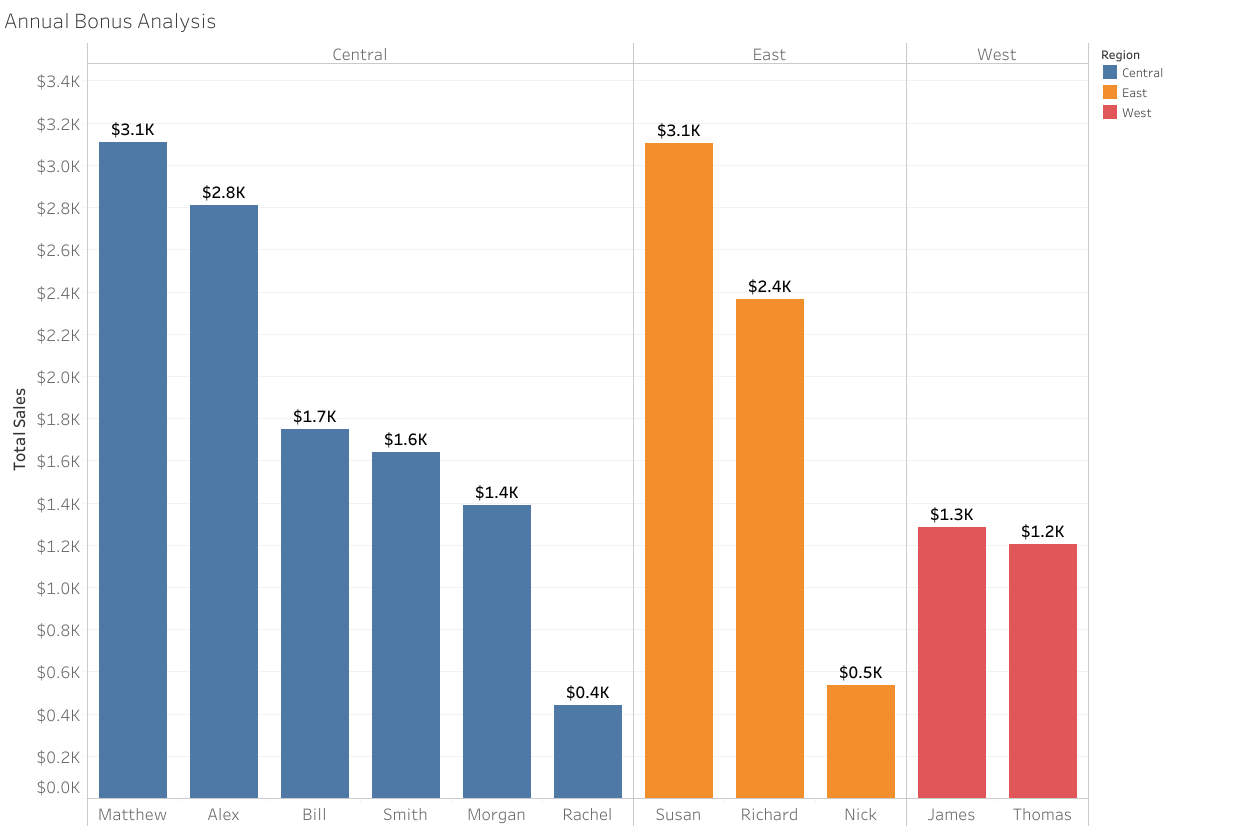 Annual Bonus Analysis
Central East West
Region
Central
East
West
Total Sales
$3.4K
$3.2K
$3.0K
$2.8K
$2.6K
$2.4K
$2.2K
$2.0K
$1.8K
$1.6K
$1.4K
$1.2K
$1.0K
$0.8K
$0.6K
$0.4K
$0.2K
$0.0K
$3.1K
$2.8K
$1.7K
$1.6K
$1.4K
$0.4K
$3.1K
$2.4K
$0.5K
$1.3K
$1.2K
Matthew Alex Bill Smith Morgan Rachel Susan Richard Nick James Thomas